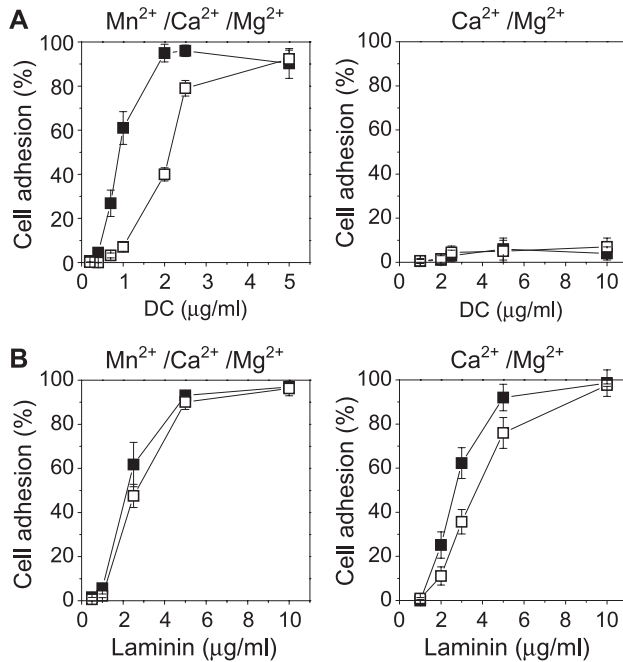 A
Mn²⁺ /Ca²⁺ /Mg²⁺
Cell adhesion (%)
100
80
60
40
20
0
0 1 2 3 4 5
DC (µg/ml)
Ca²⁺ /Mg²⁺
Cell adhesion (%)
100
80
60
40
20
0
0 2 4 6 8 10
DC (µg/ml)
B
Mn²⁺ /Ca²⁺ /Mg²⁺
Cell adhesion (%)
100
80
60
40
20
0
0 2 4 6 8 10
Laminin (µg/ml)
Ca²⁺ /Mg²⁺
Cell adhesion (%)
100
80
60
40
20
0
0 2 4 6 8 10
Laminin (µg/ml)